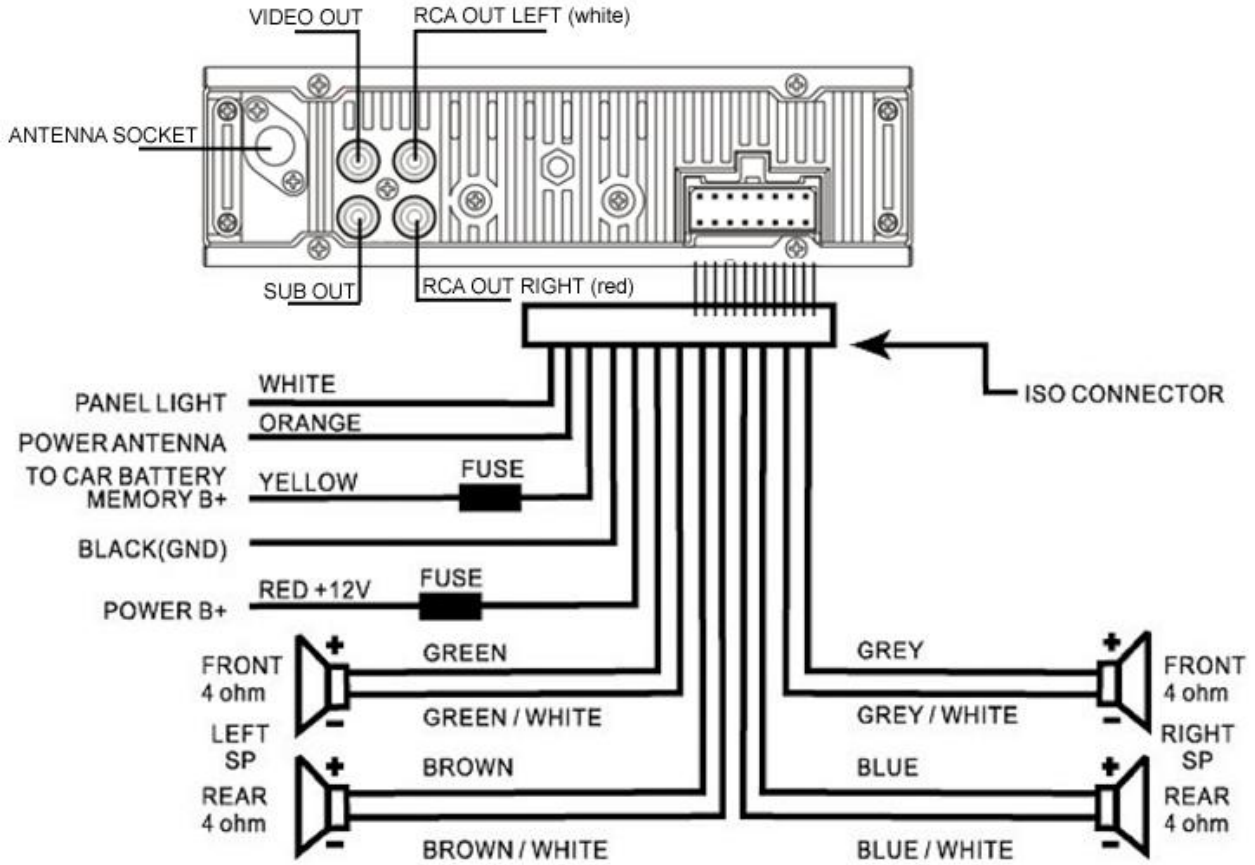 VIDEO OUT
RCA OUT LEFT (white)
ANTENNA SOCKET
SUB OUT
RCA OUT RIGHT (red)
ISO CONNECTOR
PANEL LIGHT
WHITE
POWER ANTENNA
ORANGE
TO CAR BATTERY
MEMORY B+
YELLOW
FUSE
BLACK(GND)
POWER B+
RED +12V
FUSE
FRONT
4 ohm
+
-
GREEN
GREEN / WHITE
LEFT
SP
REAR
4 ohm
+
-
BROWN
BROWN / WHITE
GREY
GREY / WHITE
+
-
FRONT
4 ohm
RIGHT
SP
BLUE
BLUE / WHITE
+
-
REAR
4 ohm